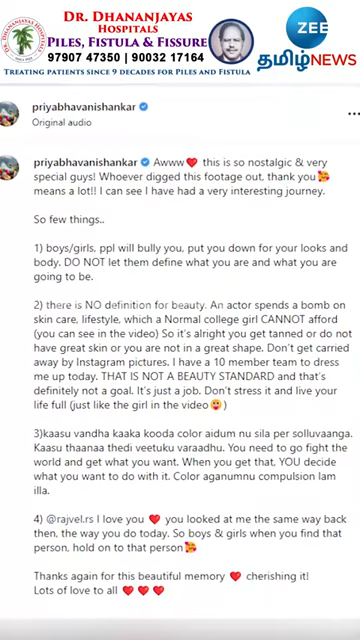 DR. DHANANJAYAS
HOSPITALS
PILES, FISTULA & FISSURE
97907 47350 | 90032 17164
TREATING PATIENTS SINCE 9 DECADES FOR PILES AND FISTULA
ZEE
தமிழ் NEWS
priyabhavanishankar
Original audio
priyabhavanishankar Awww❤️ this is so nostalgic & very
special guys! Whoever digged this footage out, thank you🥰
means a lot!! I can see I have had a very interesting journey.
So few things..
1) boys/girls, ppl will bully you, put you down for your looks and
body. DO NOT let them define what you are and what you are
going to be.
2) there is NO definition for beauty. An actor spends a bomb on
skin care, lifestyle, which a Normal college girl CANNOT afford
(you can see in the video) So it's alright you get tanned or do not
have great skin or you are not in a great shape. Don't get carried
away by Instagram pictures. I have a 10 member team to dress
me up today. THAT IS NOT A BEAUTY STANDARD and that's
definitely not a goal. It's just a job. Don't stress it and live your
life full (just like the girl in the video😛)
3)kaasu vandha kaaka kooda color aidum nu sila per solluvaanga.
Kaasu thaanaa thedi veetuku varaadhu. You need to go fight the
world and get what you want. When you get that, YOU decide
what you want to do with it. Color aganumnu compulsion lam
illa.
4) @rajvel.rs I love you ❤️ you looked at me the same way back
then, the way you do today. So boys & girls when you find that
person, hold on to that person🥰
Thanks again for this beautiful memory ❤️ cherishing it!
Lots of love to all ❤️ ❤️ ❤️